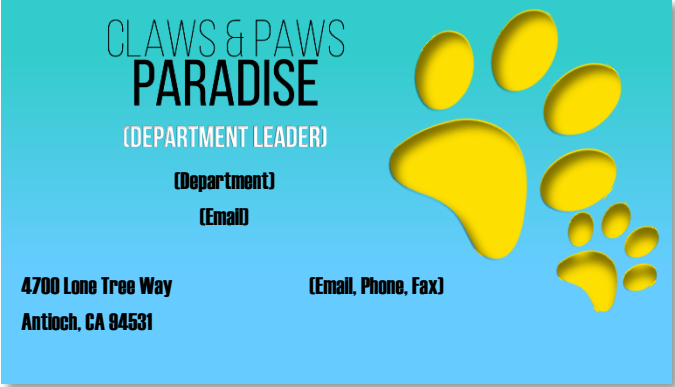 CLAWS & PAWS
PARADISE
(DEPARTMENT LEADER)
(Department)
(Email)
4700 Lone Tree Way
(Email, Phone, Fax)
Antioch, CA 94531